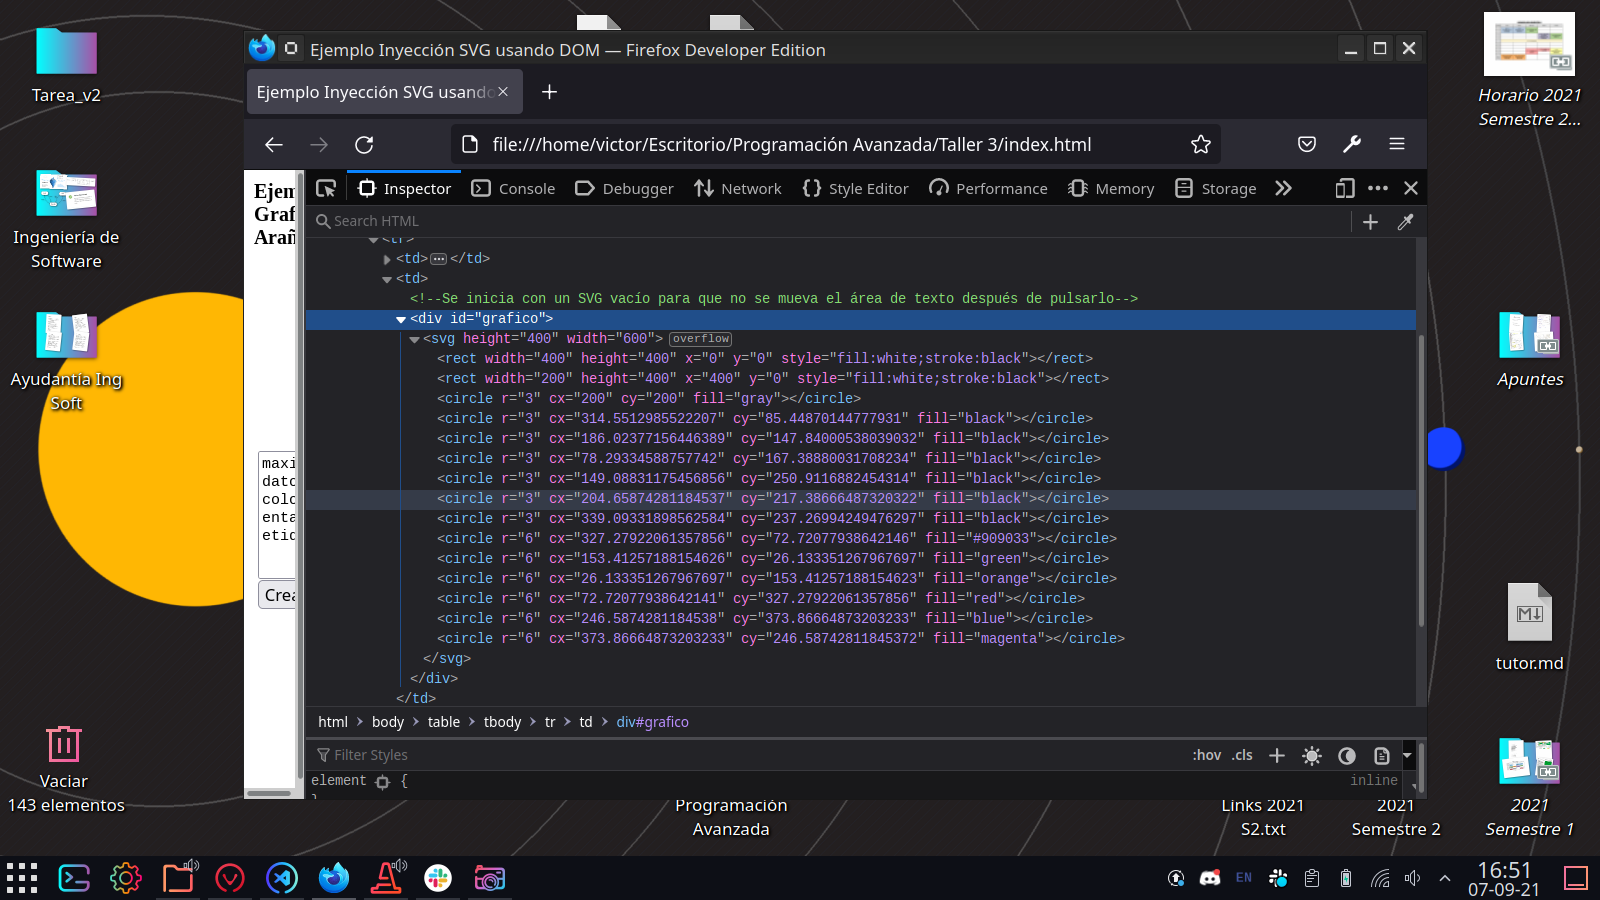 Tarea_v2
Ingeniería de
Software
Ayudantía Ing
Soft
Vaciar
143 elementos
Ejemplo Inyección SVG usando DOM — Firefox Developer Edition
Ejemplo Inyección SVG usando
file:///home/victor/Escritorio/Programación Avanzada/Taller 3/index.html
Ejem
Graf
Arañ
maxi
dato
colo
enta
etiq
Crea
Inspector
Console
Debugger
Network
Style Editor
Performance
Memory
Storage
Search HTML
<tr>
<td>⋯</td>
<td>
<!--Se inicia con un SVG vacío para que no se mueva el área de texto después de pulsarlo-->
<div id="grafico">
<svg height="400" width="600"> overflow
<rect width="400" height="400" x="0" y="0" style="fill:white;stroke:black"></rect>
<rect width="200" height="400" x="400" y="0" style="fill:white;stroke:black"></rect>
<circle r="3" cx="200" cy="200" fill="gray"></circle>
<circle r="3" cx="314.5512985522207" cy="85.44870144777931" fill="black"></circle>
<circle r="3" cx="186.02377156446389" cy="147.84000538039032" fill="black"></circle>
<circle r="3" cx="78.29334588757742" cy="167.38880031708234" fill="black"></circle>
<circle r="3" cx="149.08831175456856" cy="250.9116882454314" fill="black"></circle>
<circle r="3" cx="204.65874281184537" cy="217.38666487320322" fill="black"></circle>
<circle r="3" cx="339.09331898562584" cy="237.26994249476297" fill="black"></circle>
<circle r="6" cx="327.27922061357856" cy="72.72077938642146" fill="#909033"></circle>
<circle r="6" cx="153.41257188154626" cy="26.133351267967697" fill="green"></circle>
<circle r="6" cx="26.133351267967697" cy="153.41257188154623" fill="orange"></circle>
<circle r="6" cx="72.72077938642141" cy="327.27922061357856" fill="red"></circle>
<circle r="6" cx="246.5874281184538" cy="373.86664873203233" fill="blue"></circle>
<circle r="6" cx="373.86664873203233" cy="246.58742811845372" fill="magenta"></circle>
</svg>
</div>
</td>
html > body > table > tbody > tr > td > div#grafico
Filter Styles
:hov .cls
element {
inline
}
Programación
Avanzada
Links 2021
S2.txt
2021
Semestre 2
2021
Semestre 1
Horario 2021
Semestre 2...
Apuntes
tutor.md
EN
16:51
07-09-21